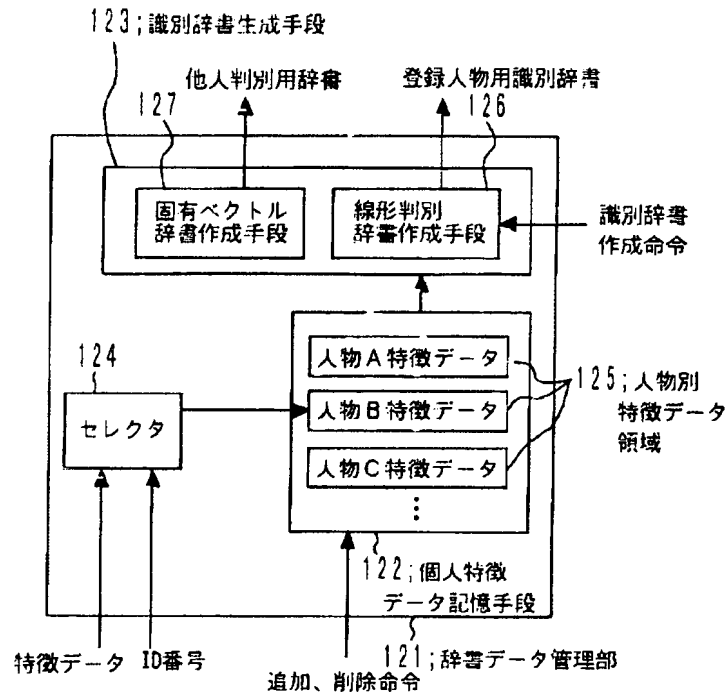 123;識別辞書生成手段
他人判別用辞書
登録人物用識別辞書
127
126
固有ベクトル
辞書作成手段
線形判別
辞書作成手段
識別辞書
作成命令
124
セレクタ
人物A特徴データ
人物B特徴データ
人物C特徴データ
⋮
125;人物別
特徴データ
領域
122;個人特徴
データ記憶手段
121;辞書データ管理部
特徴データ
ID番号
追加、削除命令